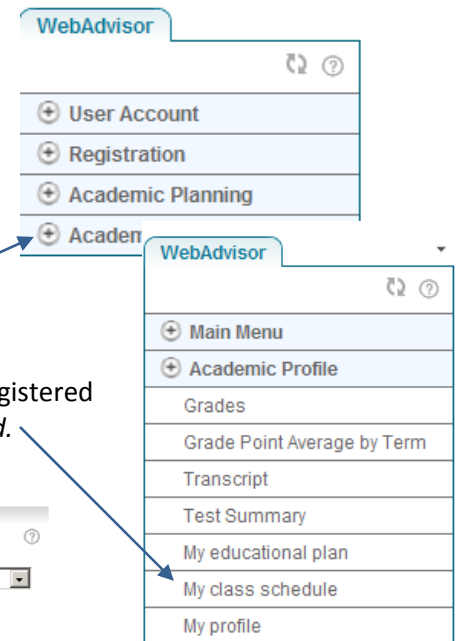 WebAdvisor
User Account
Registration
Academic Planning
WebAdvisor
Main Menu
Academic Profile
Grades
Grade Point Average by Term
Transcript
Test Summary
My educational plan
My class schedule
My profile